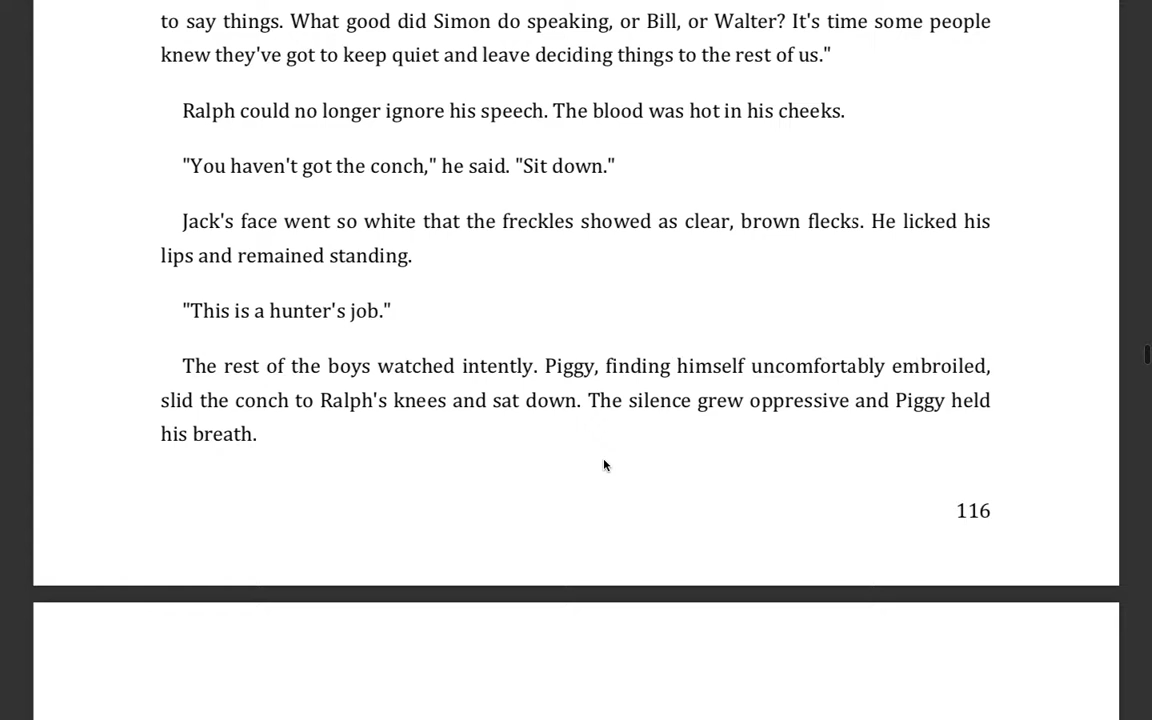 to say things. What good did Simon do speaking, or Bill, or Walter? It's time some people
knew they've got to keep quiet and leave deciding things to the rest of us."
Ralph could no longer ignore his speech. The blood was hot in his cheeks.
"You haven't got the conch," he said. "Sit down."
Jack's face went so white that the freckles showed as clear, brown flecks. He licked his
lips and remained standing.
"This is a hunter's job."
The rest of the boys watched intently. Piggy, finding himself uncomfortably embroiled,
slid the conch to Ralph's knees and sat down. The silence grew oppressive and Piggy held
his breath.
116